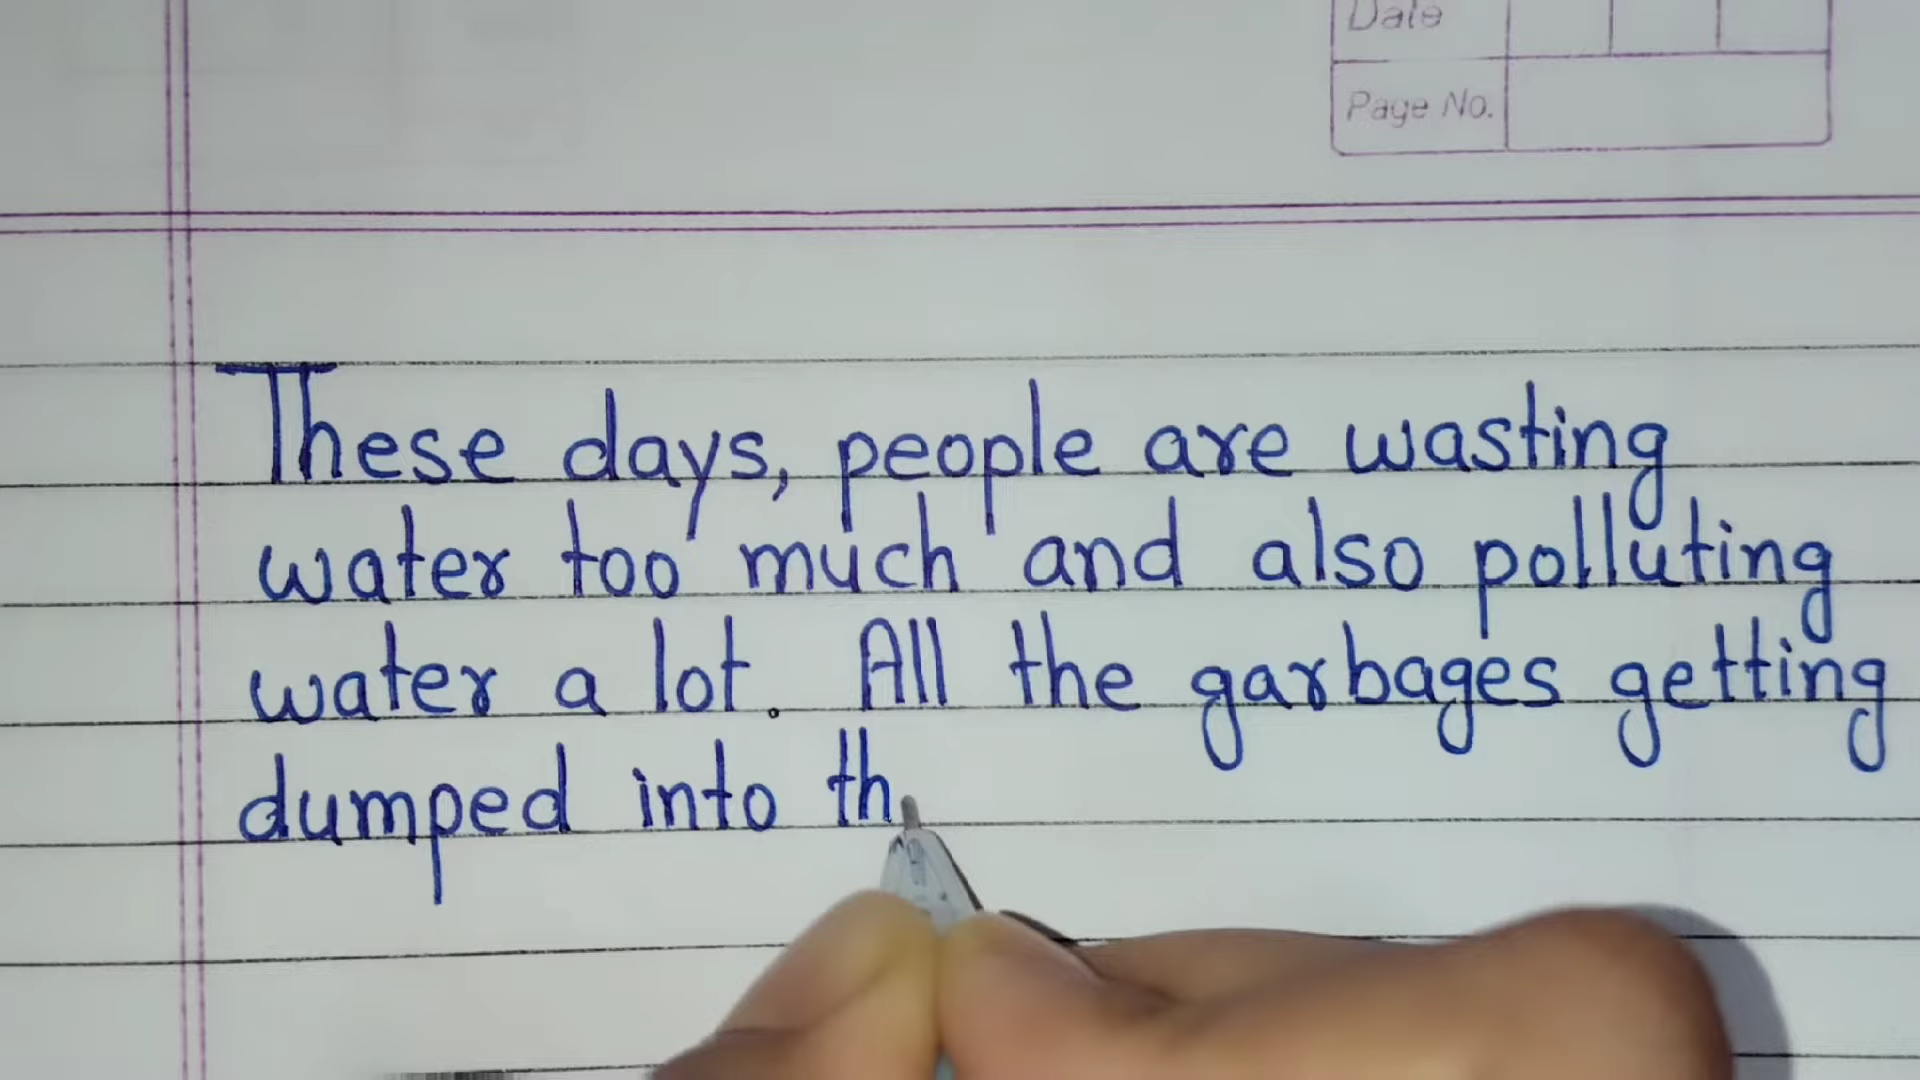 Date
Page No.
These days, people are wasting
water too much and also polluting
water a lot. All the garbages getting
dumped into th